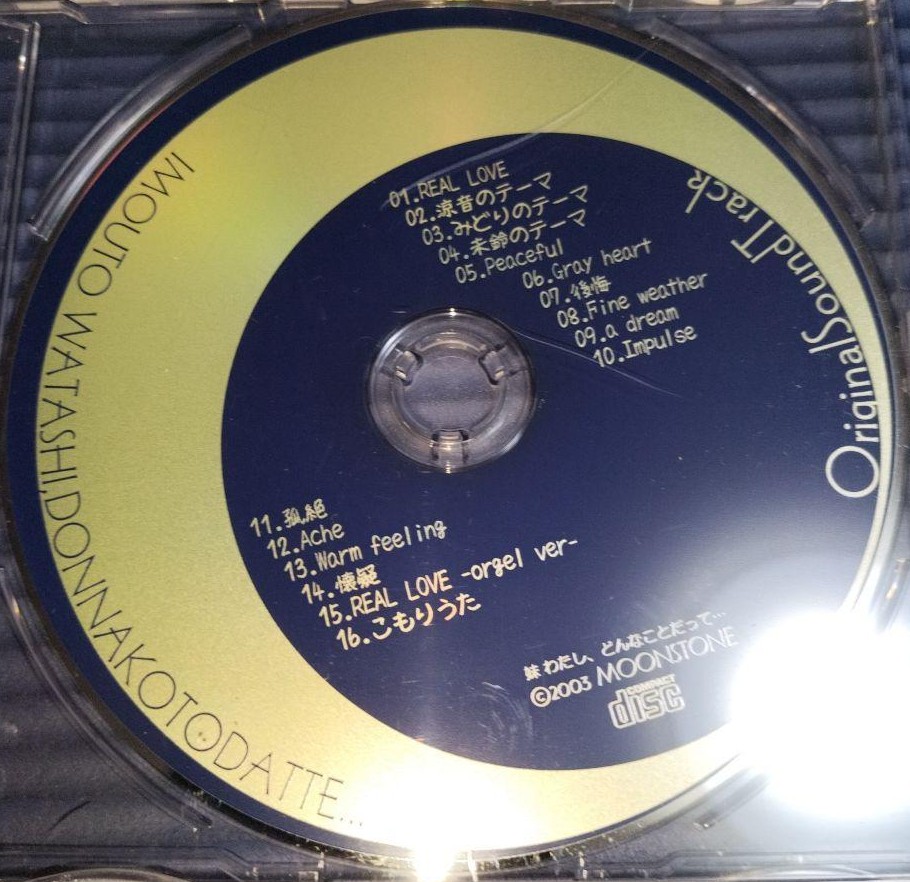 IMOUTO WATASHI,DONNAKOTODATTE...
OriginalSoundTrack
01.REAL LOVE
02.涼音のテーマ
03.みどりのテーマ
04.未鈴のテーマ
05.Peaceful
06.Gray heart
07.後悔
08.Fine weather
09.a dream
10.Impulse
11.孤絶
12.Ache
13.Warm feeling
14.懐疑
15.REAL LOVE -orgel ver-
16.こもりうた
妹 わたし、どんなことだって...
©2003 MOONSTONE
COMPACT
disc